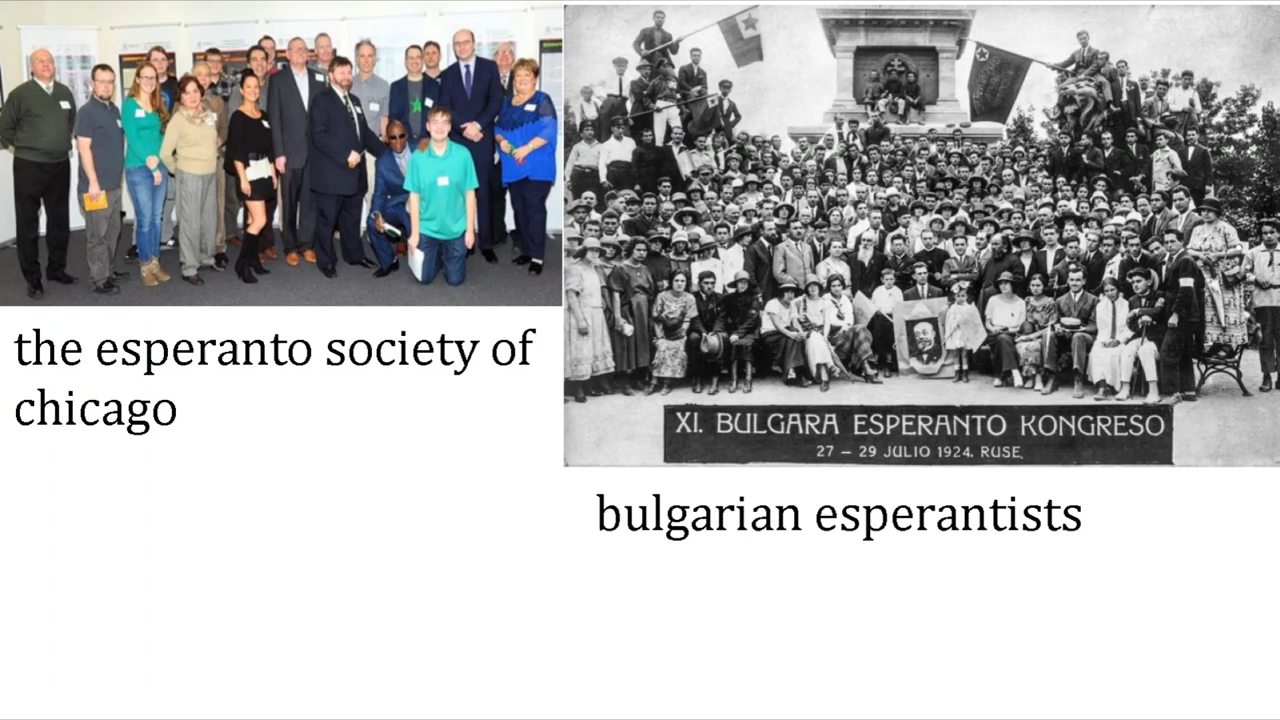 the esperanto society of
chicago
XI. BULGARA ESPERANTO KONGRESO
27 – 29 JULIO 1924. RUSE.
bulgarian esperantists